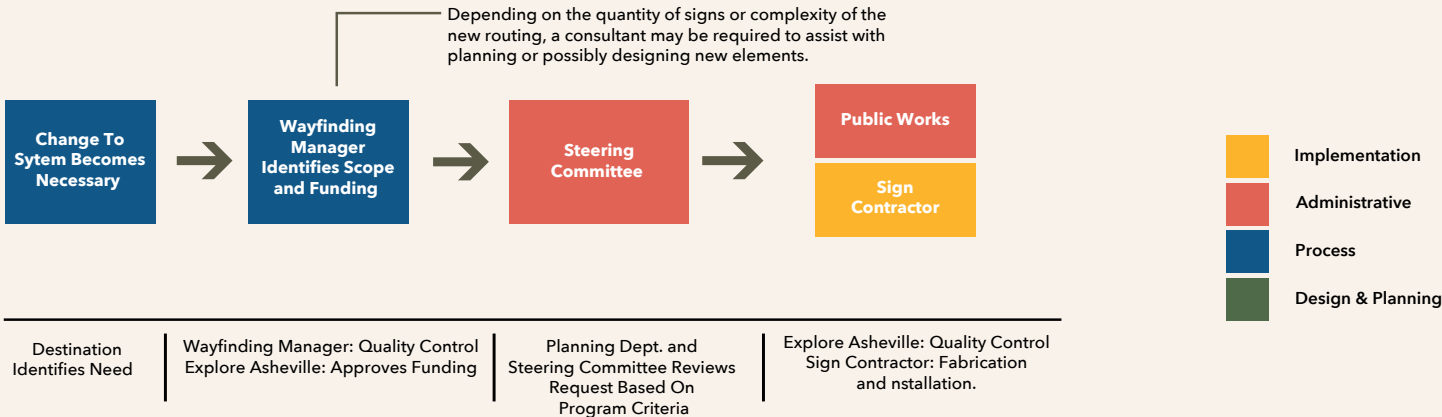 Depending on the quantity of signs or complexity of the
new routing, a consultant may be required to assist with
planning or possibly designing new elements.
Change To
Sytem Becomes
Necessary
Wayfinding
Manager
Identifies Scope
and Funding
Steering
Committee
Public Works
Sign
Contractor
Implementation
Administrative
Process
Design & Planning
Destination
Identifies Need
Wayfinding Manager: Quality Control
Explore Asheville: Approves Funding
Planning Dept. and
Steering Committee Reviews
Request Based On
Program Criteria
Explore Asheville: Quality Control
Sign Contractor: Fabrication
and nstallation.